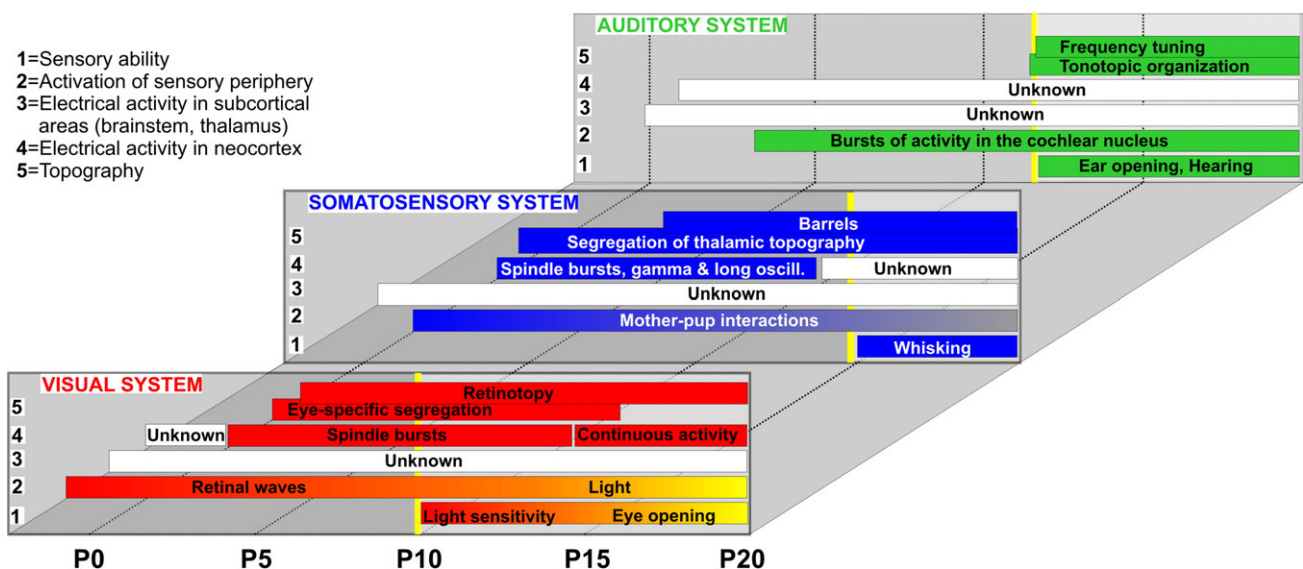 1=Sensory ability
2=Activation of sensory periphery
3=Electrical activity in subcortical
areas (brainstem, thalamus)
4=Electrical activity in neocortex
5=Topography
AUDITORY SYSTEM
Frequency tuning
5
Tonotopic organization
4 Unknown
3 Unknown
2 Bursts of activity in the cochlear nucleus
1 Ear opening, Hearing
SOMATOSENSORY SYSTEM
Barrels
5 Segregation of thalamic topography
4 Spindle bursts, gamma & long oscill. Unknown
3 Unknown
2 Mother-pup interactions
1 Whisking
VISUAL SYSTEM
Retinotopy
5 Eye-specific segregation
4 Unknown Spindle bursts Continuous activity
3 Unknown
2 Retinal waves Light
1 Light sensitivity Eye opening
P0 P5 P10 P15 P20